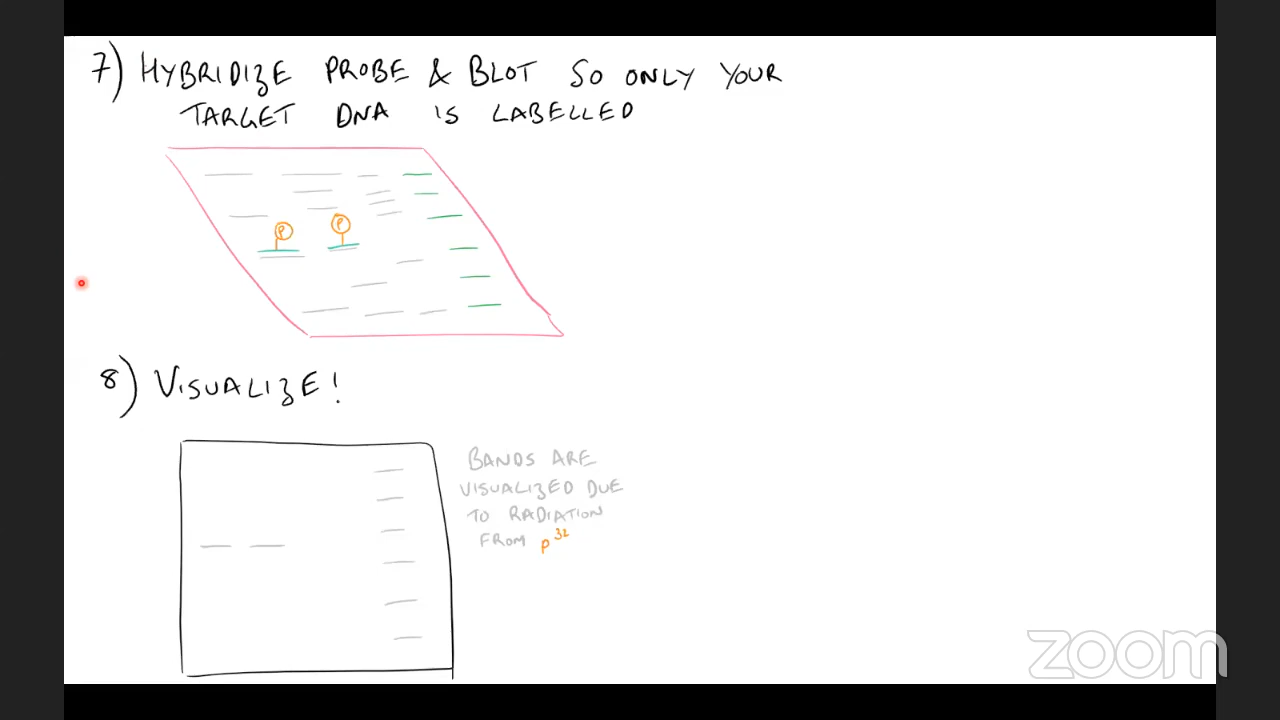 7) HYBRIDIZE PROBE & BLOT SO ONLY YOUR
TARGET DNA IS LABELLED
P
P
8) VISUALIZE!
BANDS ARE
VISUALIZED DUE
TO RADIATION
FROM P³²
zoom